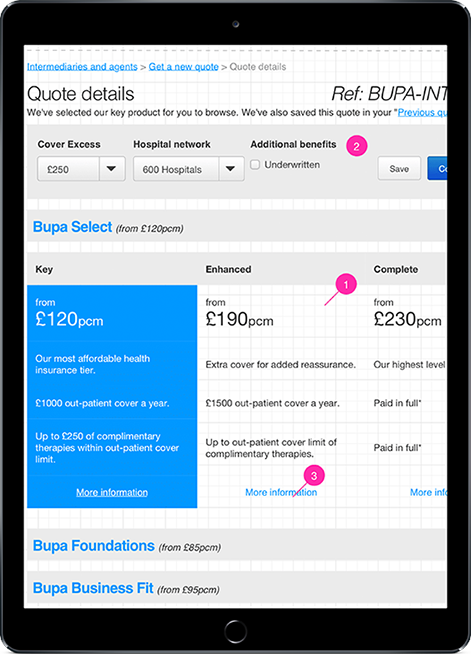 Intermediaries and agents > Get a new quote > Quote details
Quote details Ref: BUPA-INT
We've selected our key product for you to browse. We've also saved this quote in your "Previous qu
Cover Excess Hospital network Additional benefits 2
£250 600 Hospitals Underwritten Save Co
Bupa Select (from £120pcm)
Key Enhanced Complete
1
from from from
£120pcm £190pcm £230pcm
Our most affordable health
insurance tier.
Extra cover for added reassurance. Our highest level
£1000 out-patient cover a year. £1500 out-patient cover a year. Paid in full*
Up to £250 of complimentary
therapies within out-patient cover
limit.
Up to out-patient cover limit of
complimentary therapies.
Paid in full*
3
More information More information More info
Bupa Foundations (from £85pcm)
Bupa Business Fit (from £95pcm)